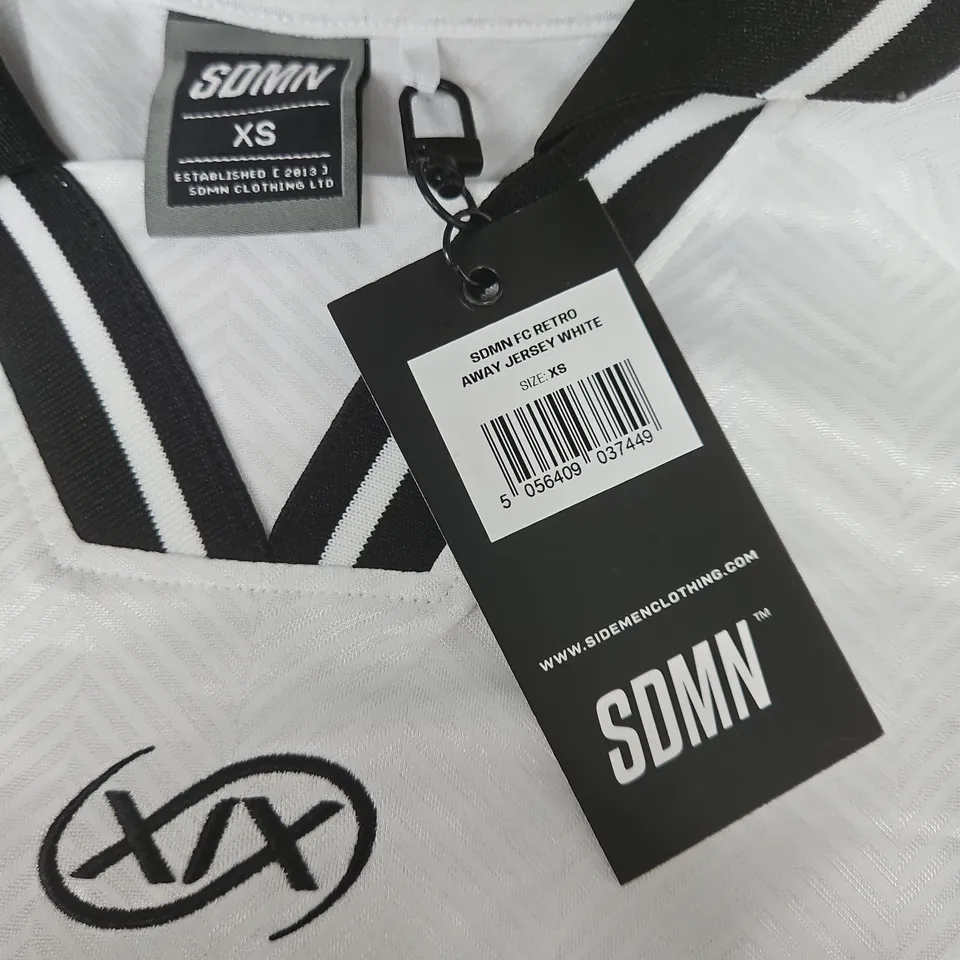 SDMN
XS
ESTABLISHED [ 2013 ]
SDMN CLOTHING LTD
SDMN FC RETRO
AWAY JERSEY WHITE
SIZE: XS
5 056409 037449
WWW.SIDEMENCLOTHING.COM
SDMN™
X/X